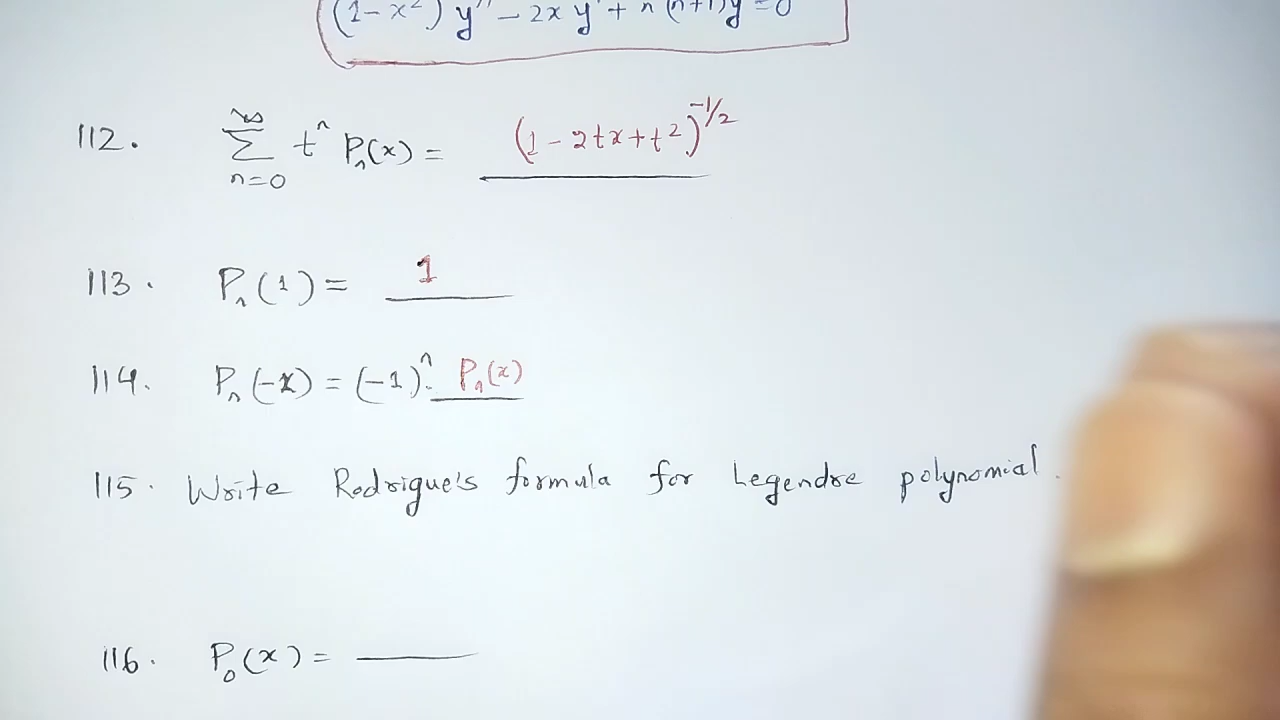 (1-x²) y'' - 2x y' + n(n+1)y = 0
112. ∞∑n=0 tⁿ Pₙ(x) = (1 - 2tx + t²)^-1/2
113. Pₙ(1) = 1
114. Pₙ(-x) = (-1)ⁿ. Pₙ(x)
115. Write Rodrigue's formula for Legendre polynomial.
116. P₀(x) = ____